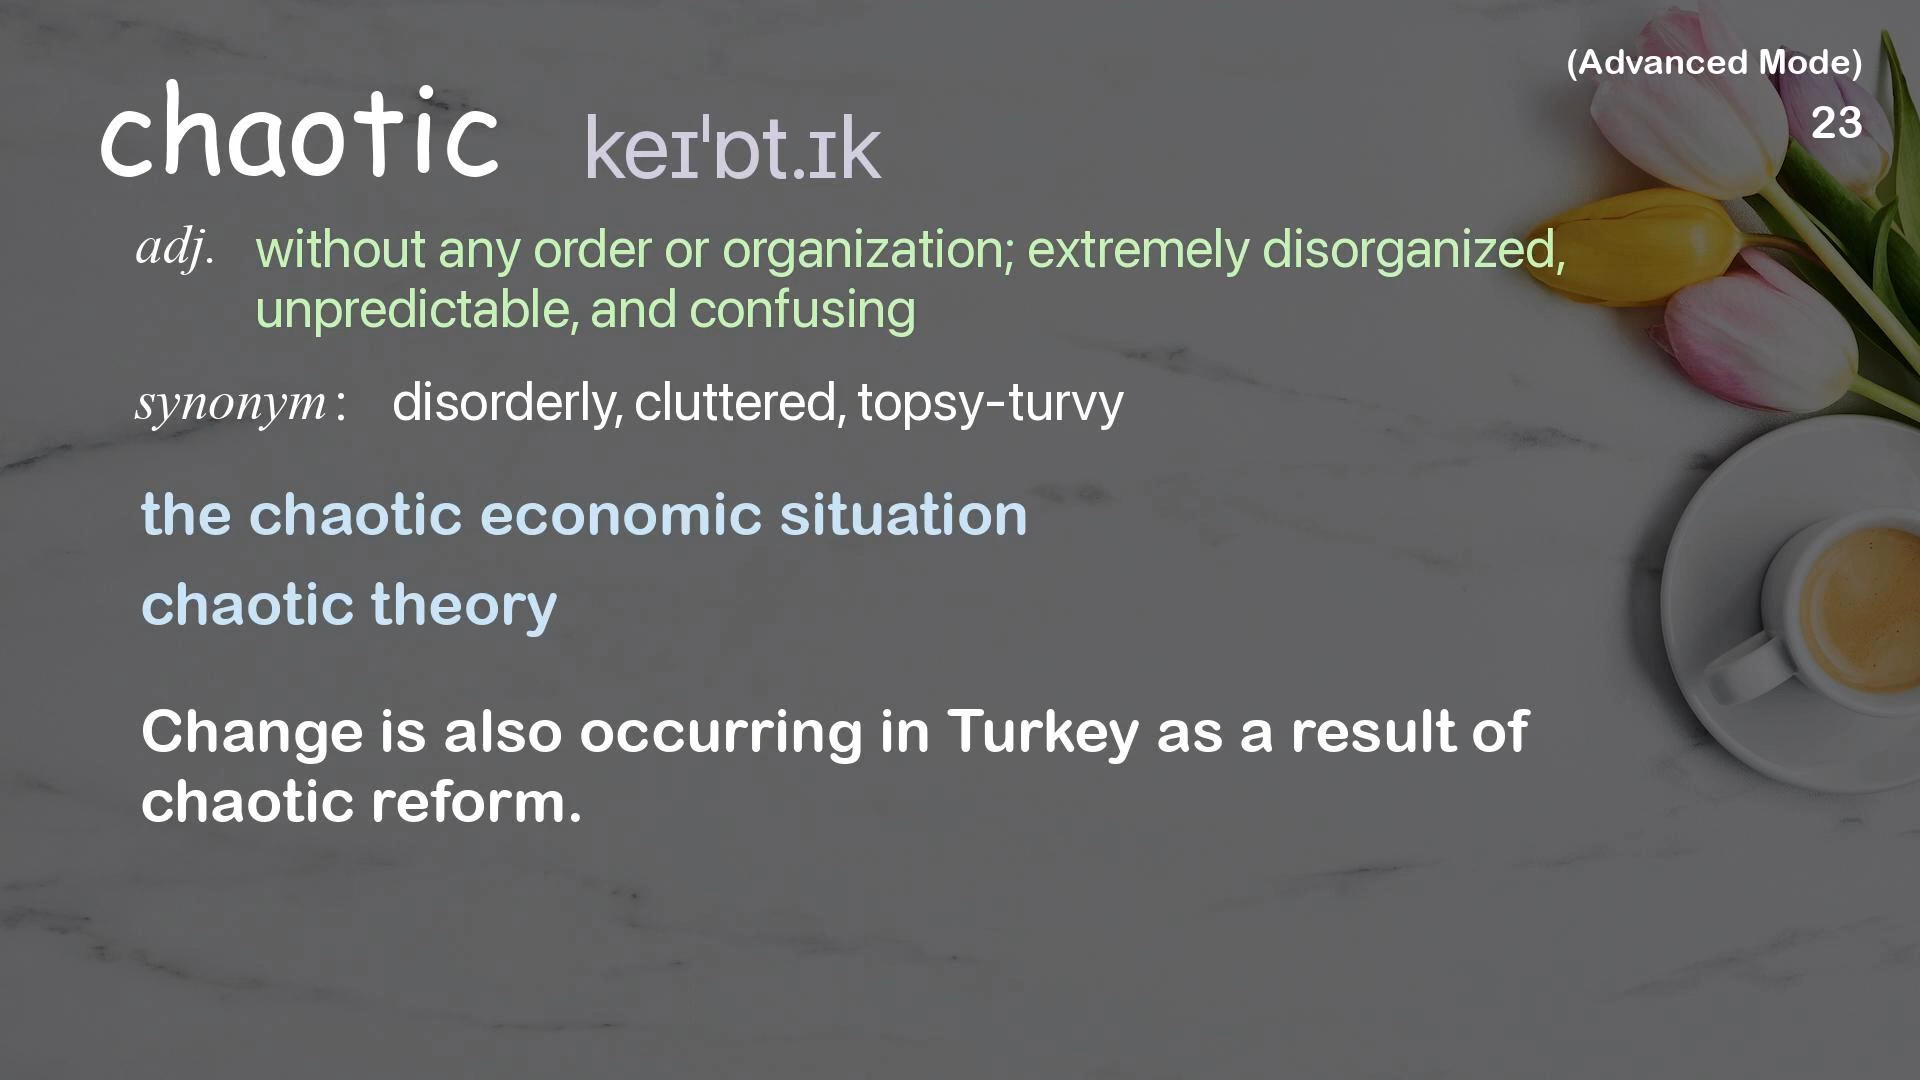 (Advanced Mode)
23
chaotic keɪˈɒt.ɪk
adj. without any order or organization; extremely disorganized,
unpredictable, and confusing
synonym : disorderly, cluttered, topsy-turvy
the chaotic economic situation
chaotic theory
Change is also occurring in Turkey as a result of
chaotic reform.